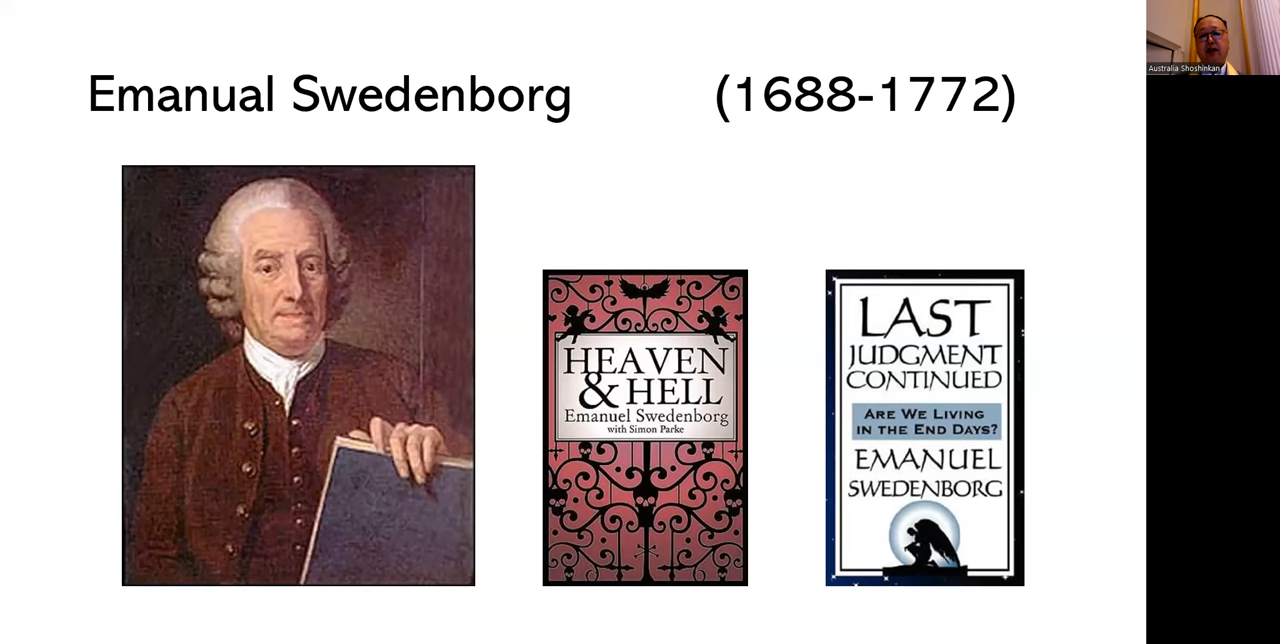 Emanual Swedenborg (1688-1772)
HEAVEN
& HELL
Emanuel Swedenborg
with Simon Parke
LAST
JUDGMENT
CONTINUED
ARE WE LIVING
IN THE END DAYS?
EMANUEL
SWEDENBORG
Australia Shoshinkan